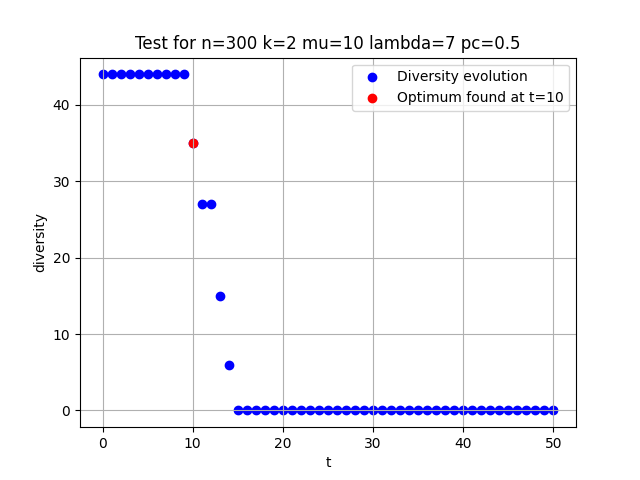 Test for n=300 k=2 mu=10 lambda=7 pc=0.5
Diversity evolution
Optimum found at t=10
diversity
40
30
20
10
0
0 10 20 30 40 50
t